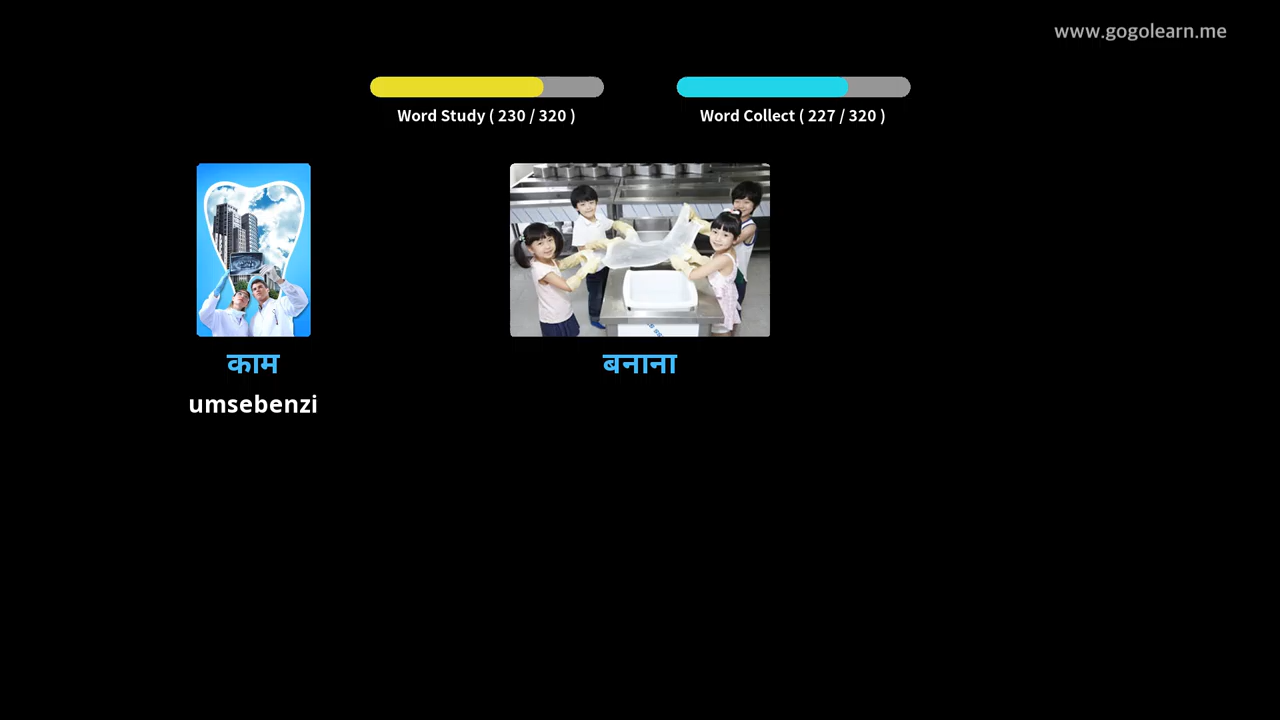 www.gogolearn.me
Word Study ( 230 / 320 )
Word Collect ( 227 / 320 )
काम
बनाना
umsebenzi